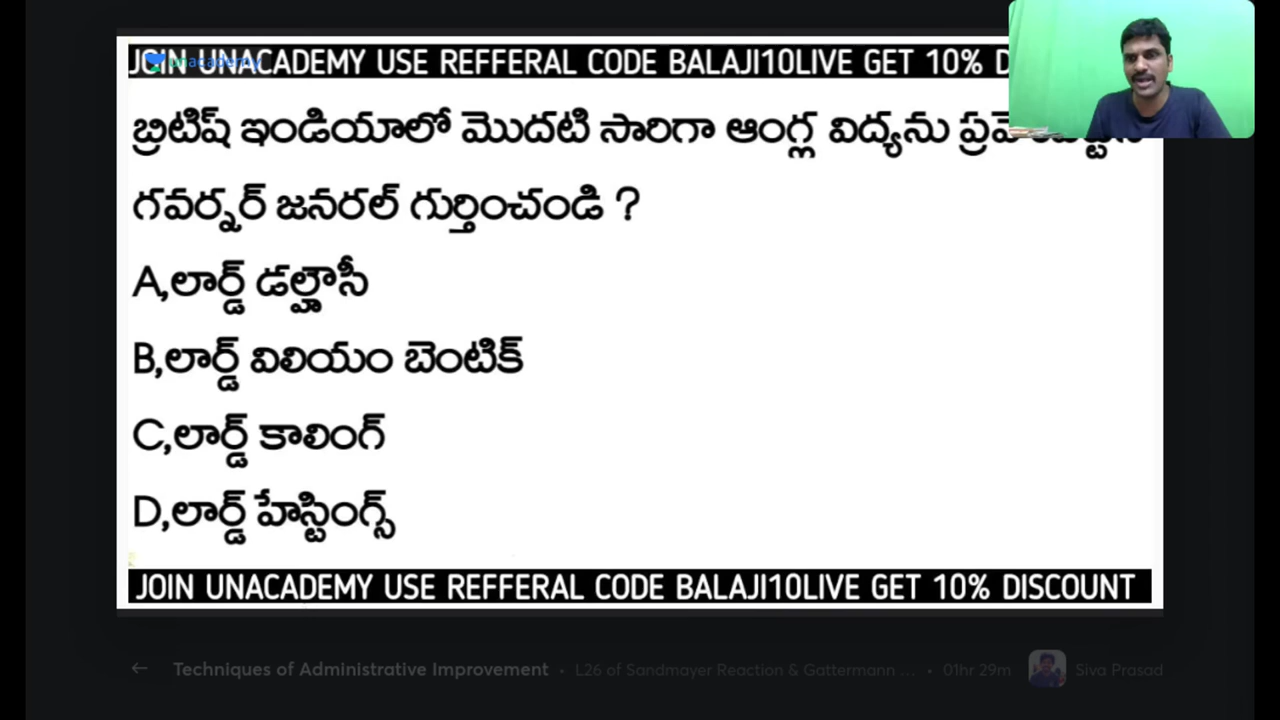 JOIN UNACADEMY USE REFFERAL CODE BALAJI10LIVE GET 10%
unacademy
బ్రిటిష్ ఇండియాలో మొదటి సారిగా ఆంగ్ల విద్యను
గవర్నర్ జనరల్ గుర్తించండి ?
A,లార్డ్ డల్హౌసీ
B,లార్డ్ విలియం బెంటిక్
C,లార్డ్ కాలింగ్
D,లార్డ్ హేస్టింగ్స్
JOIN UNACADEMY USE REFFERAL CODE BALAJI10LIVE GET 10% DISCOUNT
← Techniques of Administrative Improvement • L26 of Sandmayer Reaction & Gattermann ... • 01hr 29m Siva Prasad